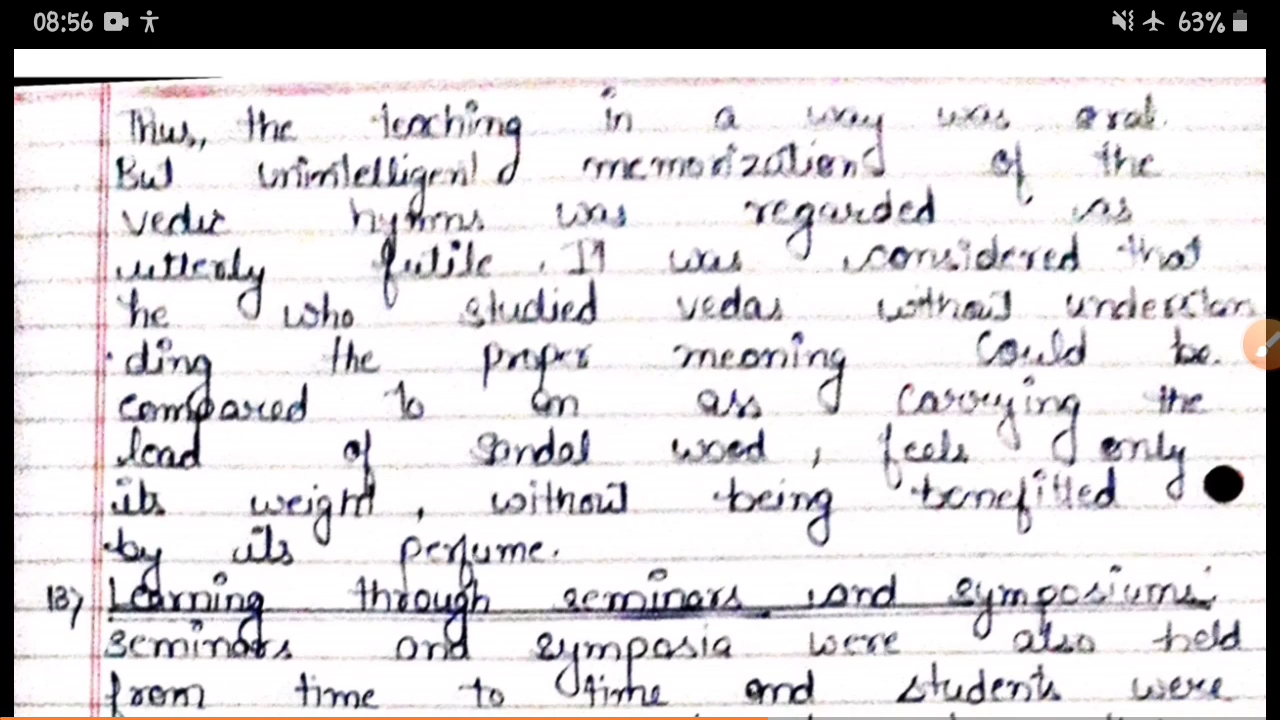 08:56 63%
Thus, the teaching in a way was oral.
But unintelligent memorization of the
vedic hymns was regarded as
utterly futile. It was considered that
he who studied vedas without understan
ding the proper meaning could be
compared to an ass carrying the
load of sandal wood, feels only
its weight, without being benefitted
by its perfume.
13) Learning through seminars and symposiums:
seminars and symposia were also held
from time to time and students were